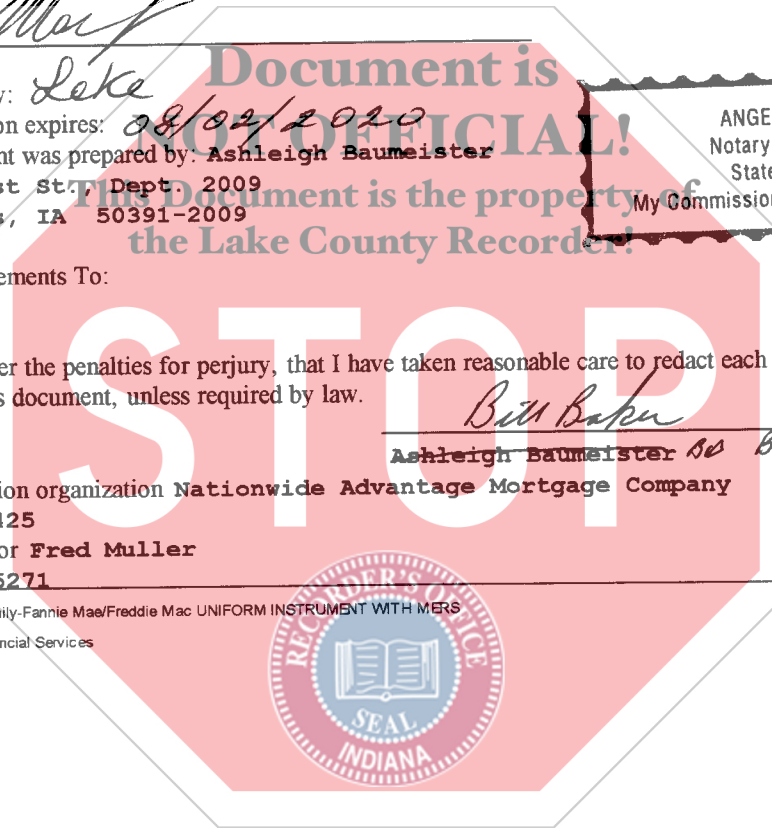 Document is
y: Lake
on expires: 08/02/2020
NOT OFFICIAL!
nt was prepared by: Ashleigh Baumeister
st St., Dept. 2009
This Document is the property of
s, IA 50391-2009
the Lake County Recorder!
ANGE
Notary
State
My Commission
ements To:
STOP
er the penalties for perjury, that I have taken reasonable care to redact each
s document, unless required by law.
Bill Baker
Ashleigh Baumeister BB B
ion organization Nationwide Advantage Mortgage Company
425
or Fred Muller
5271
ily-Fannie Mae/Freddie Mac UNIFORM INSTRUMENT WITH MERS
ncial Services
RECORDER'S OFFICE
SEAL
INDIANA